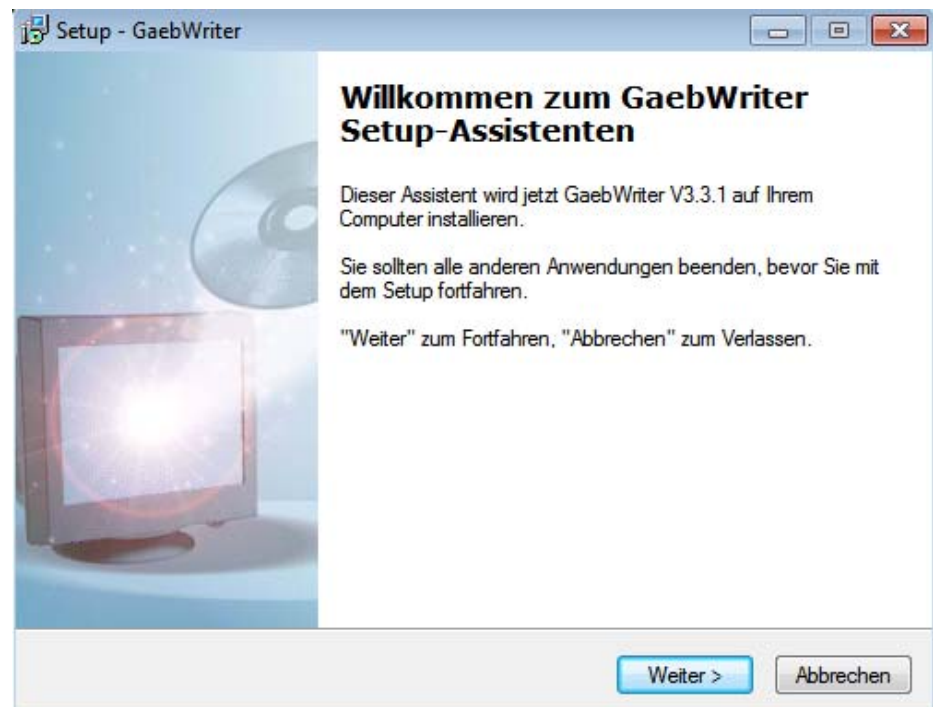 Setup - GaebWriter
Willkommen zum GaebWriter
Setup-Assistenten
Dieser Assistent wird jetzt GaebWriter V3.3.1 auf Ihrem
Computer installieren.
Sie sollten alle anderen Anwendungen beenden, bevor Sie mit
dem Setup fortfahren.
"Weiter" zum Fortfahren, "Abbrechen" zum Verlassen.
Weiter >
Abbrechen